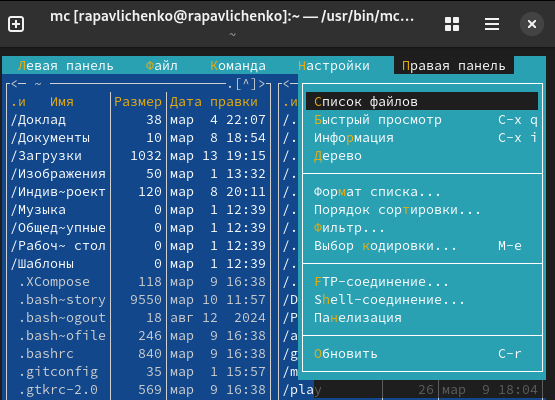 mc [rapavlichenko@rapavlichenko]:~ — /usr/bin/mc...
~
Левая панель Файл Команда Настройки Правая панель
<— ~ .[^]> <—
.и Имя Размер Дата правки .и
/Доклад 38 мар 4 22:07 /.
/Документы 10 мар 8 18:54 /.
/Загрузки 1032 мар 13 19:15 /.
/Изображения 50 мар 1 13:32 /.
/Индив~роект 120 мар 8 20:11 /.
/Музыка 0 мар 1 12:39 /.
/Общед~упные 0 мар 1 12:39 /.
/Рабоч~ стол 0 мар 1 12:39 /.
/Шаблоны 0 мар 1 12:39 /.
.XCompose 118 мар 9 16:38 /.
.bash~story 9550 мар 10 11:57 /D
.bash~ogout 18 авг 12 2024 /P
.bash~ofile 246 мар 9 16:38 /a
.bashrc 840 мар 9 16:38 /g
.gitconfig 35 мар 1 15:57 /m
.gtkrc-2.0 569 мар 9 16:38 /play 26 мар 9 18:04
Список файлов
Быстрый просмотр C-x q
Информация C-x i
Дерево
Формат списка...
Порядок сортировки...
Фильтр...
Выбор кодировки... M-e
FTP-соединение...
Shell-соединение...
Панелизация
Обновить C-r